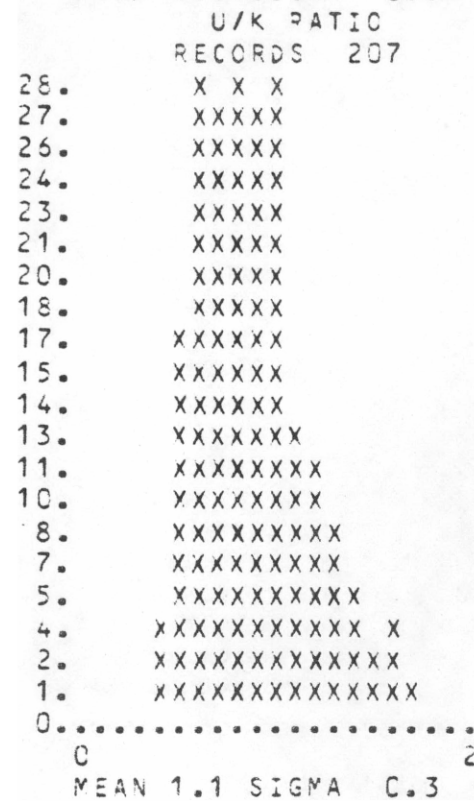 U/K RATIO
RECORDS 207
28. X X X
27. XXXXX
26. XXXXX
24. XXXXX
23. XXXXX
21. XXXXX
20. XXXXX
18. XXXXX
17. XXXXXX
15. XXXXXX
14. XXXXXX
13. XXXXXXX
11. XXXXXXXX
10. XXXXXXXX
8. XXXXXXXXX
7. XXXXXXXXX
5. XXXXXXXXXX
4. XXXXXXXXXXX X
2. XXXXXXXXXXXXX
1. XXXXXXXXXXXXXX
0......................
0 2
MEAN 1.1 SIGMA 0.3